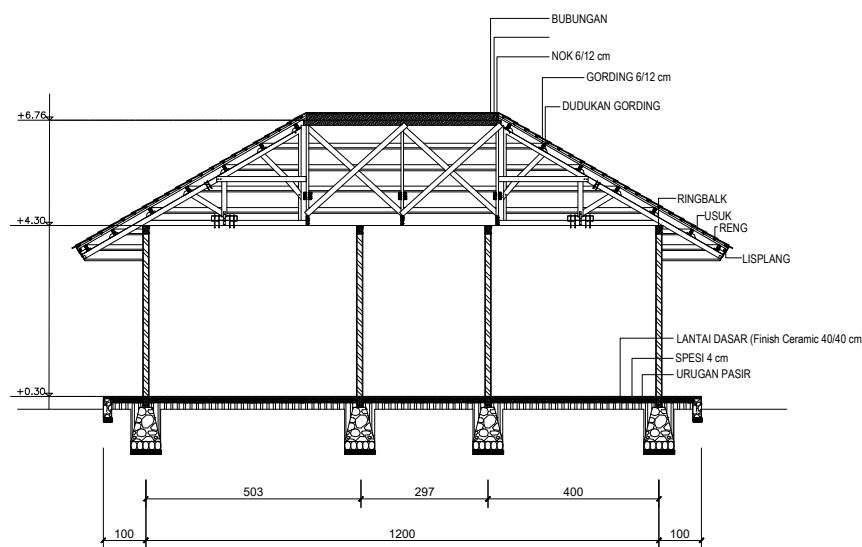 BUBUNGAN
NOK 6/12 cm
GORDING 6/12 cm
DUDUKAN GORDING
+6.76
RINGBALK
+4.30
USUK
RENG
LISPLANG
LANTAI DASAR (Finish Ceramic 40/40 cm
SPESI 4 cm
URUGAN PASIR
+0.30
503 297 400
100 1200 100